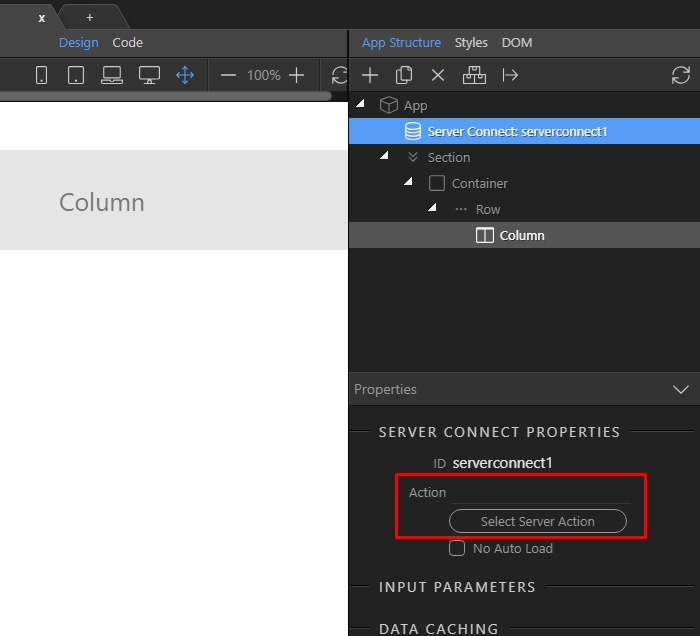 x +
Design Code
100%
Column
App Structure Styles DOM
App
Server Connect: serverconnect1
Section
Container
Row
Column
Properties
SERVER CONNECT PROPERTIES
ID serverconnect1
Action
Select Server Action
No Auto Load
INPUT PARAMETERS
DATA CACHING